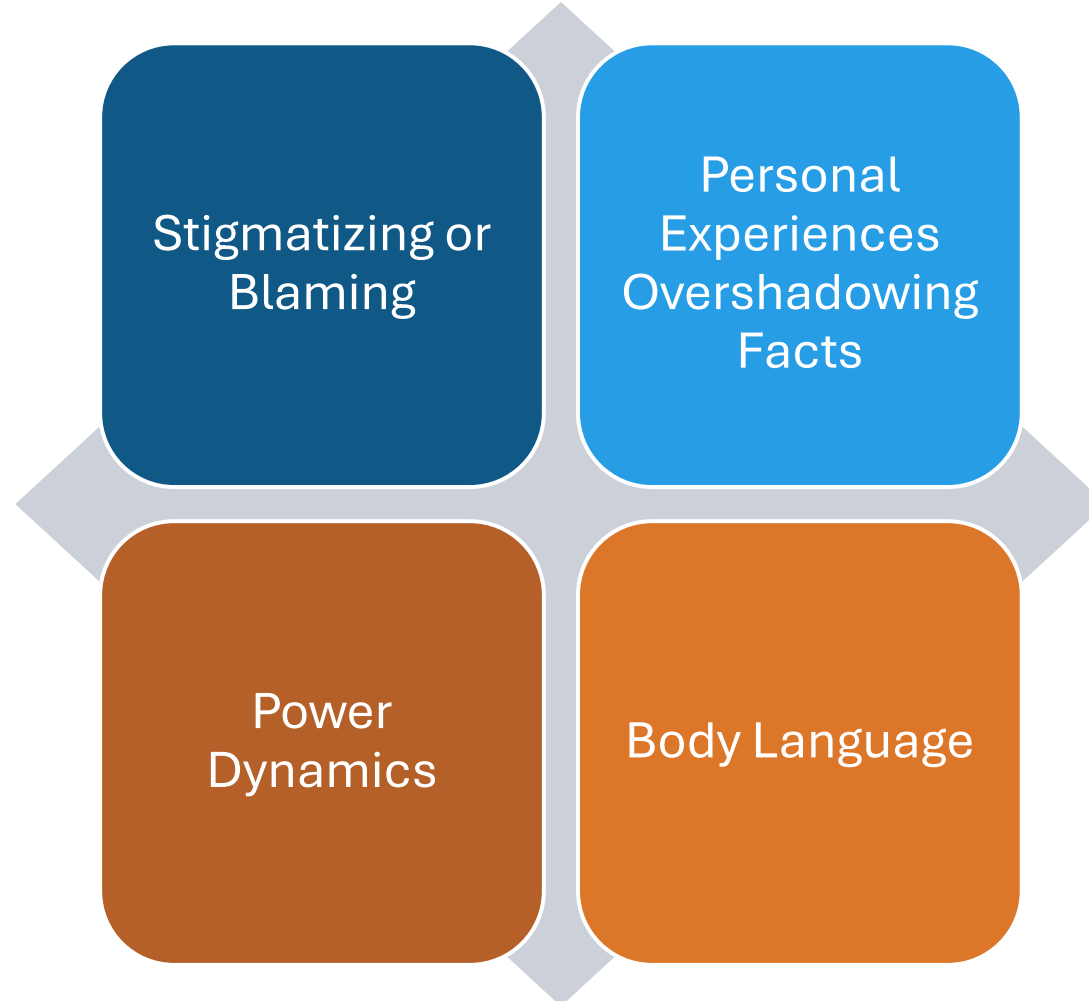 Stigmatizing or
Blaming
Personal
Experiences
Overshadowing
Facts
Power
Dynamics
Body Language